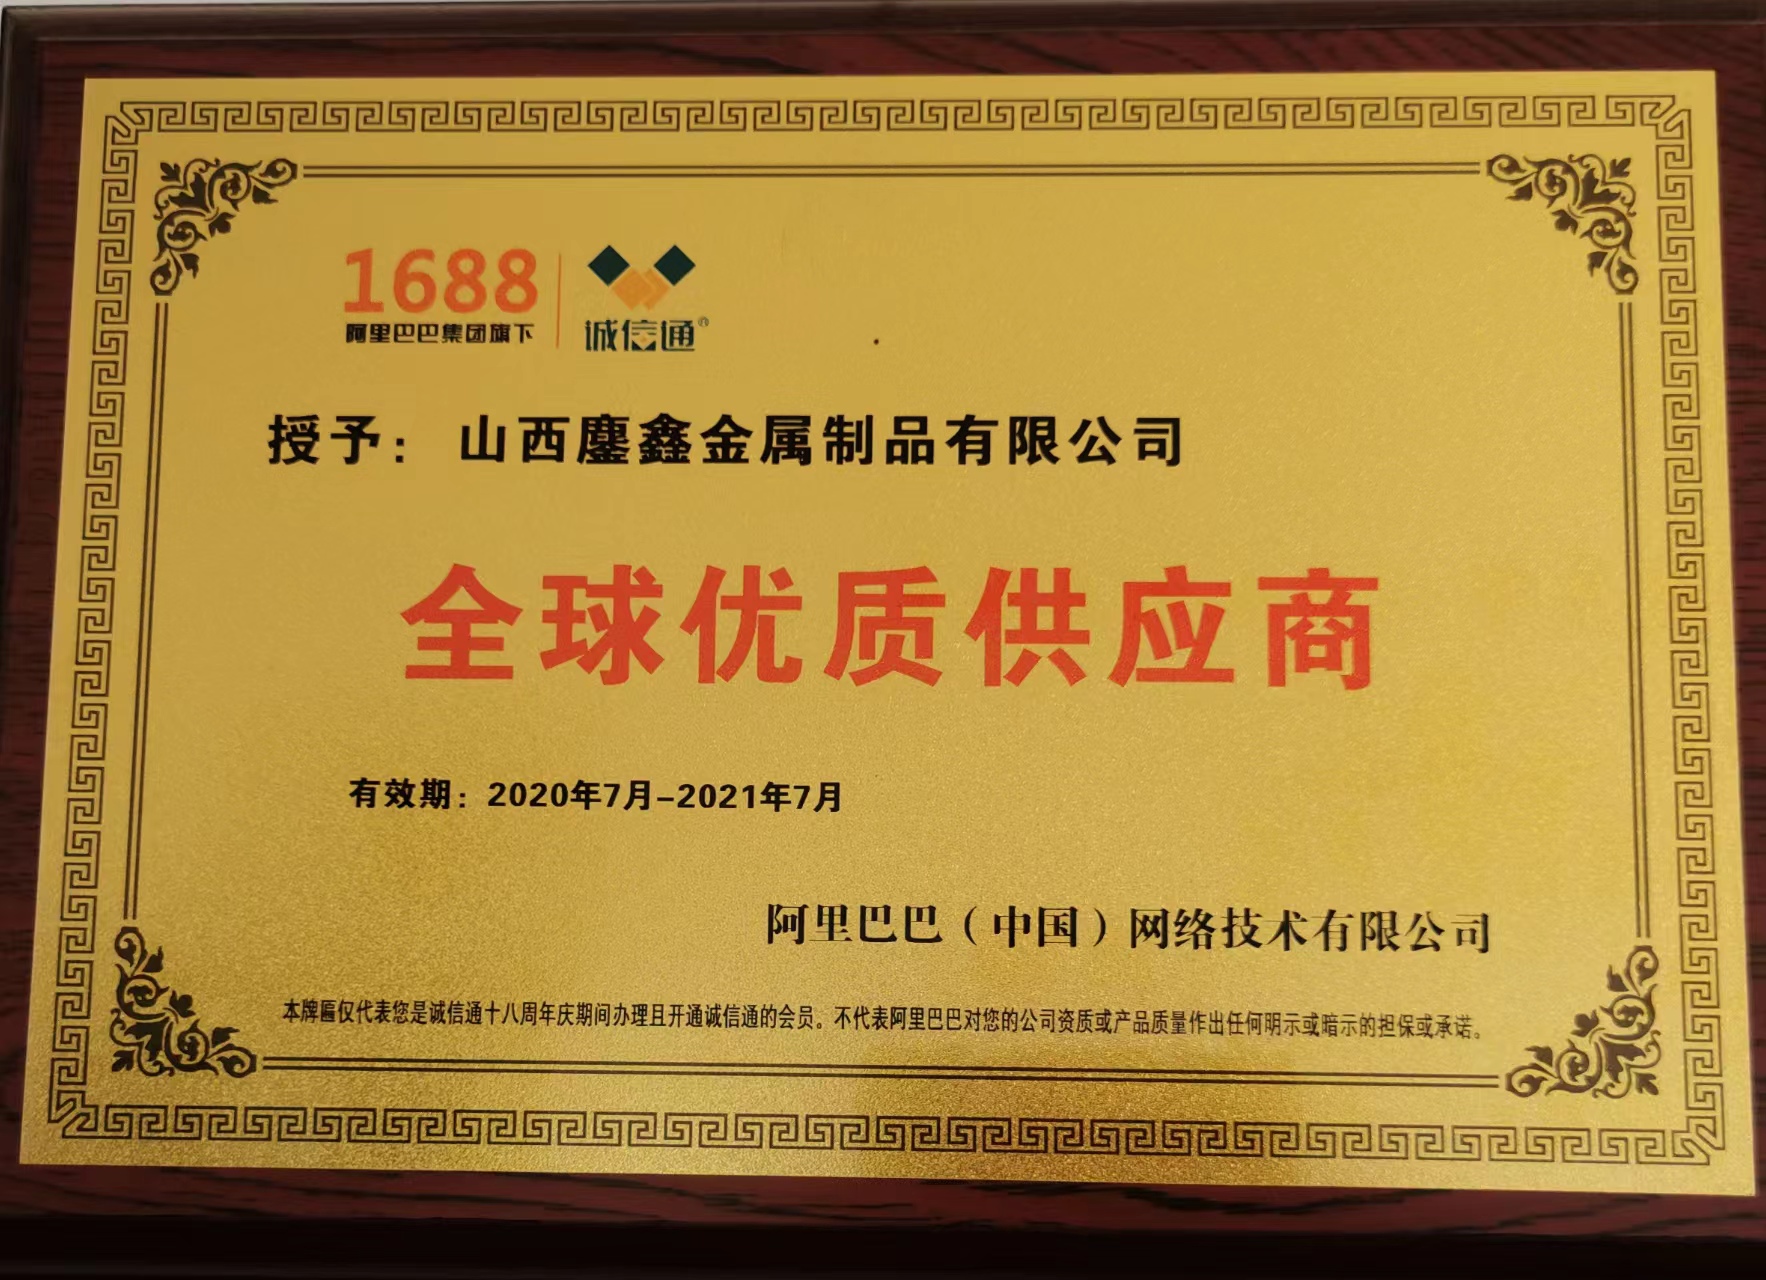 1688
阿里巴巴集团旗下
诚信通®
授予：山西鏖鑫金属制品有限公司
全球优质供应商
有效期：2020年7月-2021年7月
阿里巴巴（中国）网络技术有限公司
本牌匾仅代表您是诚信通十八周年庆期间办理且开通诚信通的会员。不代表阿里巴巴对您的公司资质或产品质量作出任何明示或暗示的担保或承诺。